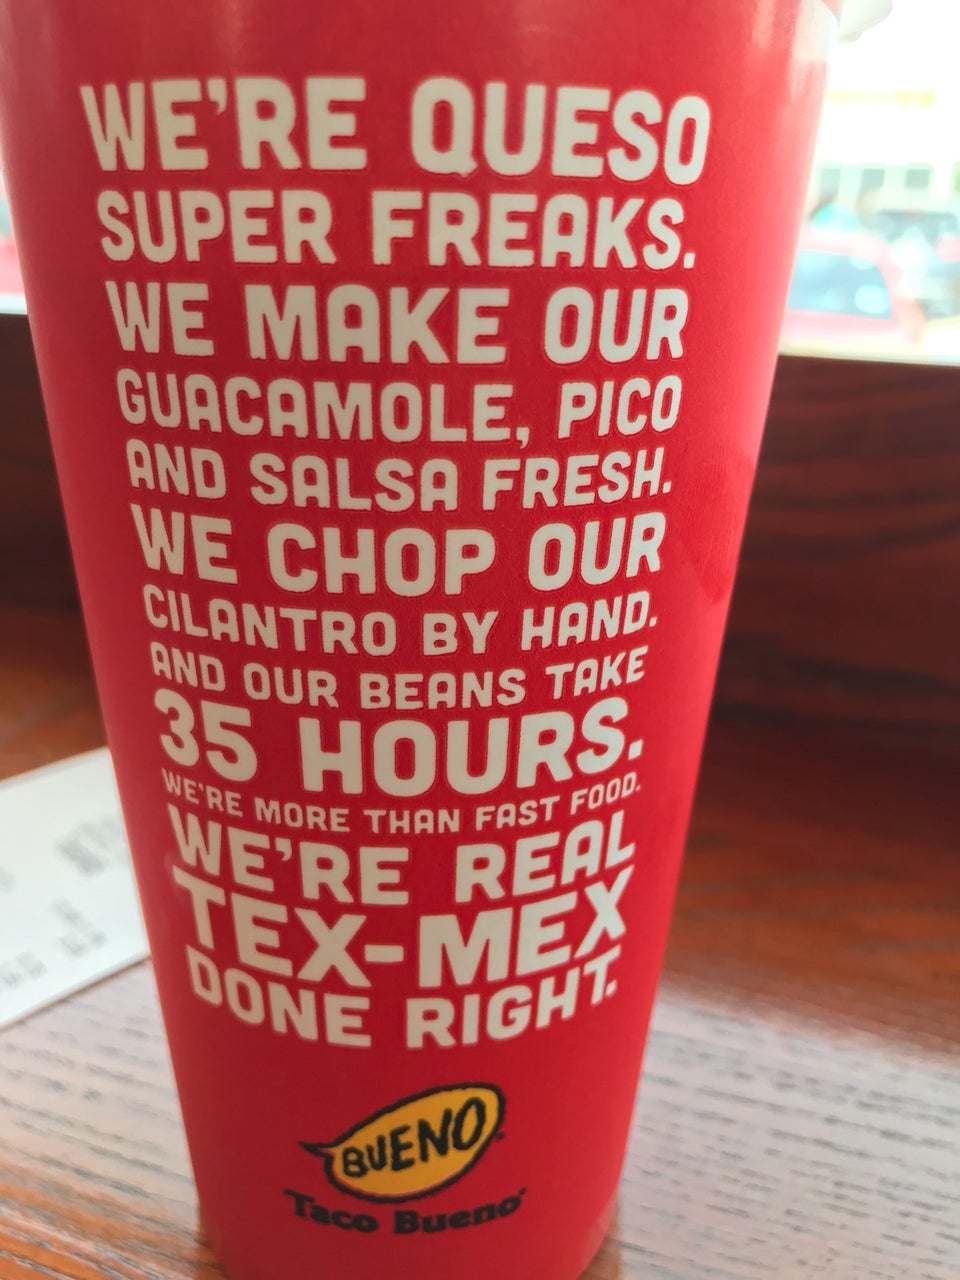 WE'RE QUESO
SUPER FREAKS.
WE MAKE OUR
GUACAMOLE, PICO
AND SALSA FRESH.
WE CHOP OUR
CILANTRO BY HAND.
AND OUR BEANS TAKE
35 HOURS.
WE'RE MORE THAN FAST FOOD.
WE'RE REAL
TEX-MEX
DONE RIGHT.
BUENO
Taco Bueno